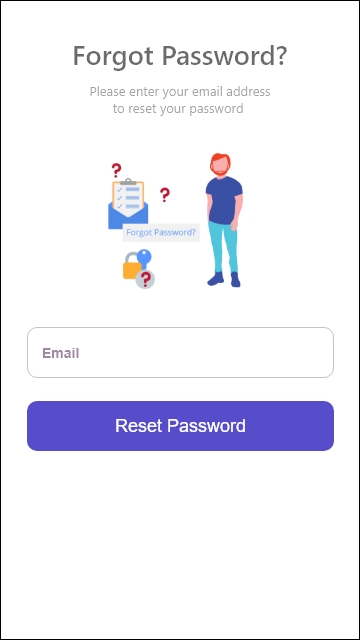 Forgot Password?
Please enter your email address
to reset your password
?
?
Forgot Password?
?
Email
Reset Password